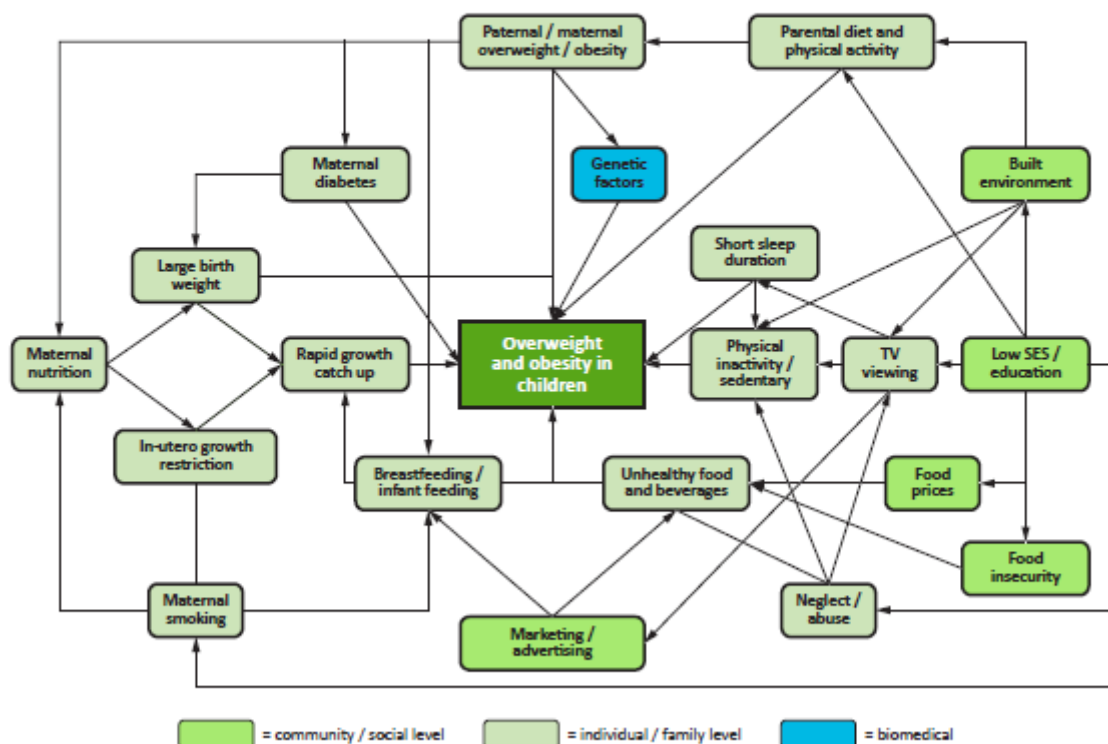 Paternal / maternal
overweight / obesity
Parental diet and
physical activity
Maternal
diabetes
Genetic
factors
Built
environment
Large birth
weight
Short sleep
duration
Maternal
nutrition
Rapid growth
catch up
Overweight
and obesity in
children
Physical
inactivity /
sedentary
TV
viewing
Low SES /
education
In-utero growth
restriction
Breastfeeding /
infant feeding
Unhealthy food
and beverages
Food
prices
Food
insecurity
Maternal
smoking
Marketing /
advertising
Neglect /
abuse
= community / social level
= individual / family level
= biomedical